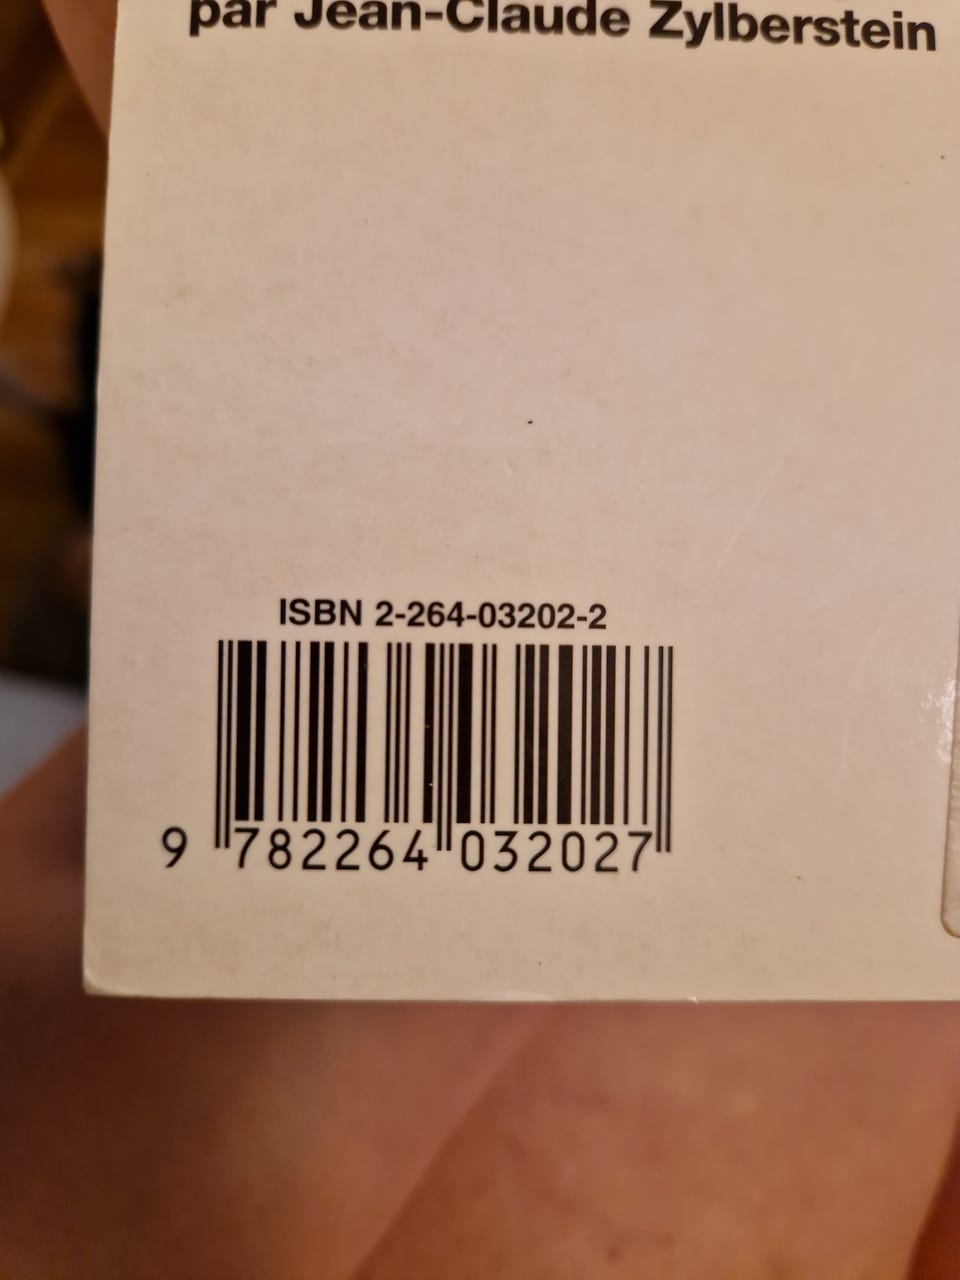 par Jean-Claude Zylberstein
ISBN 2-264-03202-2
9 782264 032027